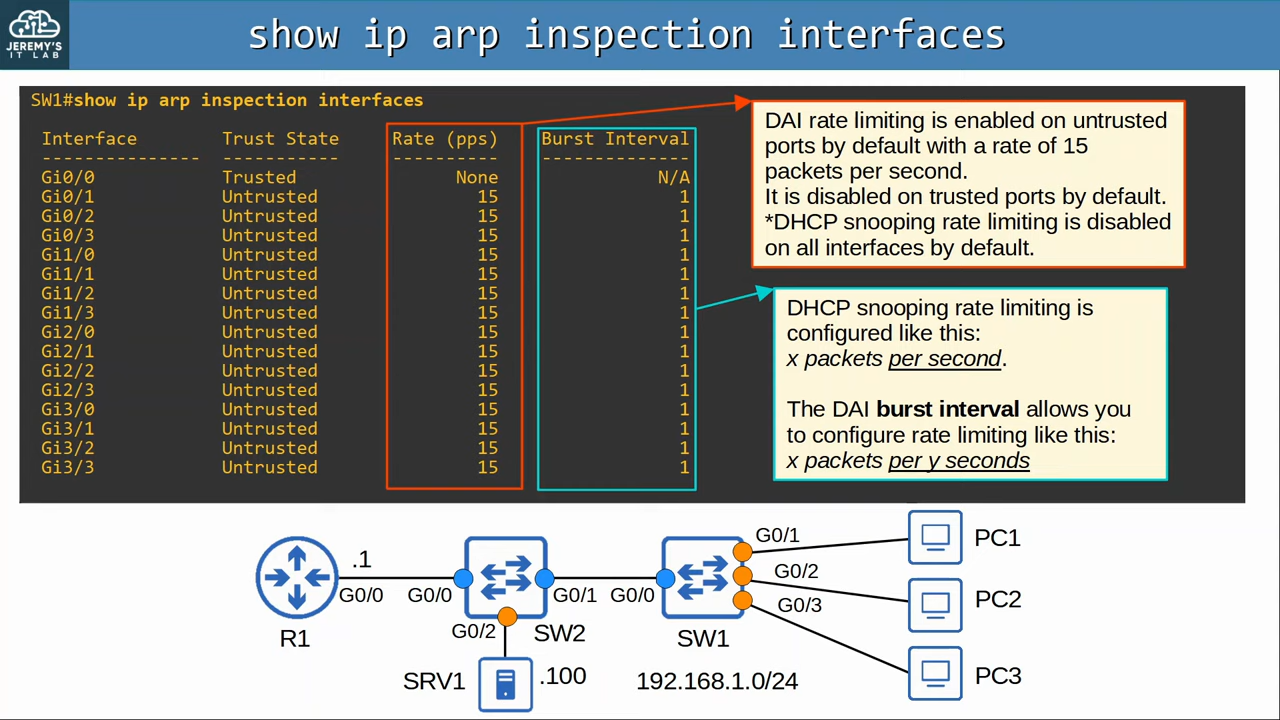 JEREMY'S
IT LAB
show ip arp inspection interfaces
SW1#show ip arp inspection interfaces
Interface Trust State Rate (pps) Burst Interval
--------------- ----------- ---------- --------------
Gi0/0 Trusted None N/A
Gi0/1 Untrusted 15 1
Gi0/2 Untrusted 15 1
Gi0/3 Untrusted 15 1
Gi1/0 Untrusted 15 1
Gi1/1 Untrusted 15 1
Gi1/2 Untrusted 15 1
Gi1/3 Untrusted 15 1
Gi2/0 Untrusted 15 1
Gi2/1 Untrusted 15 1
Gi2/2 Untrusted 15 1
Gi2/3 Untrusted 15 1
Gi3/0 Untrusted 15 1
Gi3/1 Untrusted 15 1
Gi3/2 Untrusted 15 1
Gi3/3 Untrusted 15 1
DAI rate limiting is enabled on untrusted
ports by default with a rate of 15
packets per second.
It is disabled on trusted ports by default.
*DHCP snooping rate limiting is disabled
on all interfaces by default.
DHCP snooping rate limiting is
configured like this:
x packets per second.
The DAI burst interval allows you
to configure rate limiting like this:
x packets per y seconds
.1
G0/0
R1
G0/0
G0/1
G0/2
SW2
SRV1
.100
G0/0
SW1
192.168.1.0/24
G0/1
G0/2
G0/3
PC1
PC2
PC3